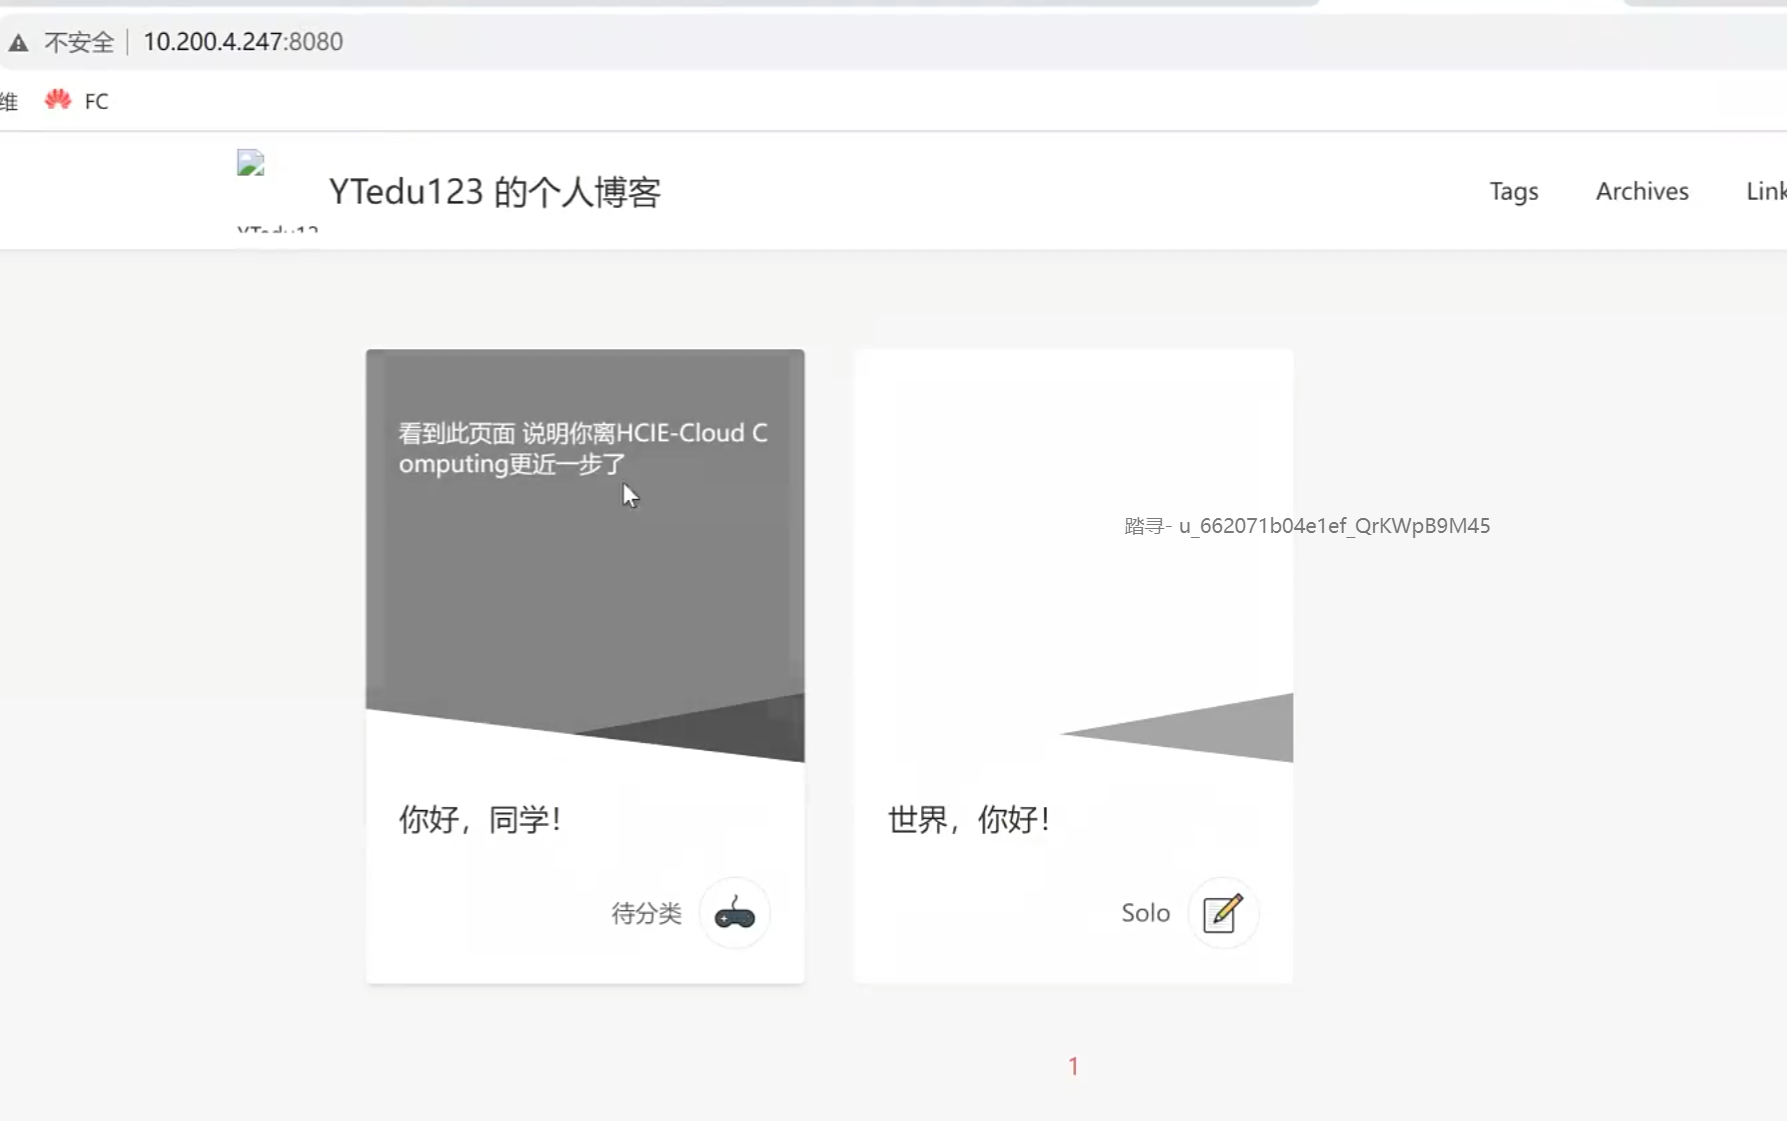 不安全 10.200.4.247:8080
维 FC
YTedu123 的个人博客
Tags Archives Link
YTedu12
看到此页面 说明你离HCIE-Cloud C
omputing更近一步了
踏寻- u_662071b04e1ef_QrKWpB9M45
你好，同学！
世界，你好！
待分类
Solo
1